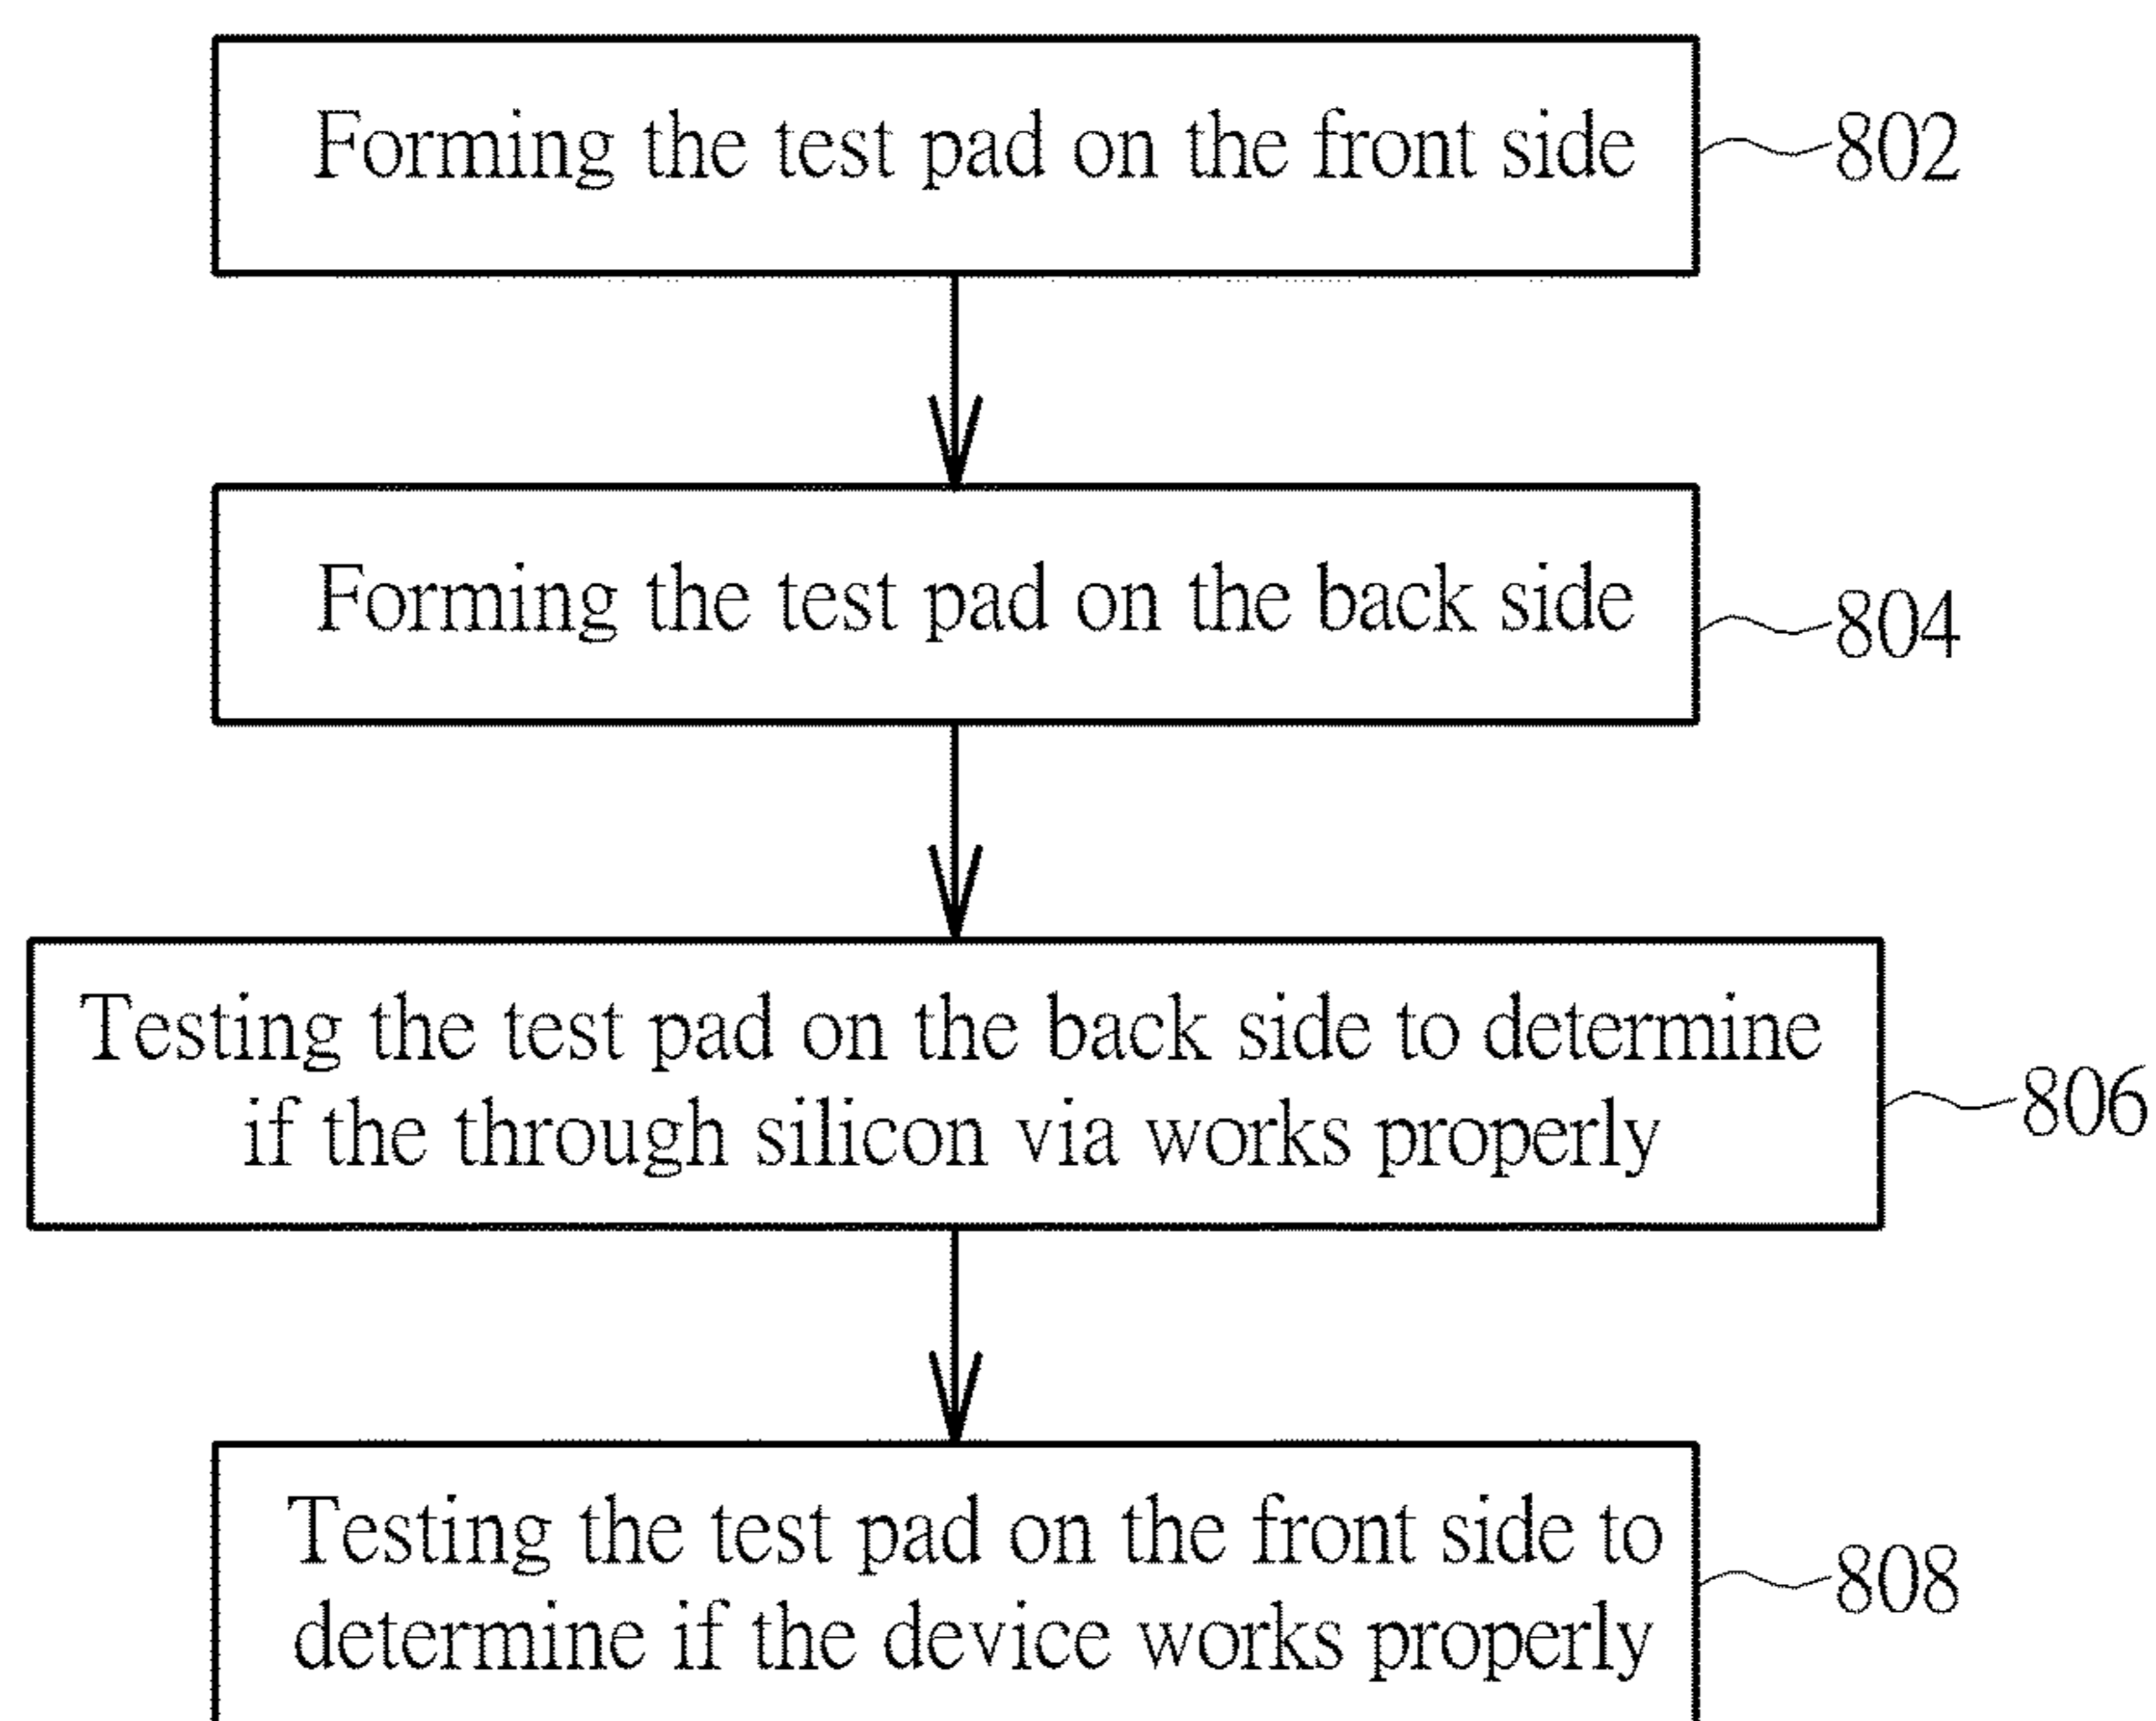 Forming the test pad on the front side
802
Forming the test pad on the back side
804
Testing the test pad on the back side to determine
if the through silicon via works properly
806
Testing the test pad on the front side to
determine if the device works properly
808